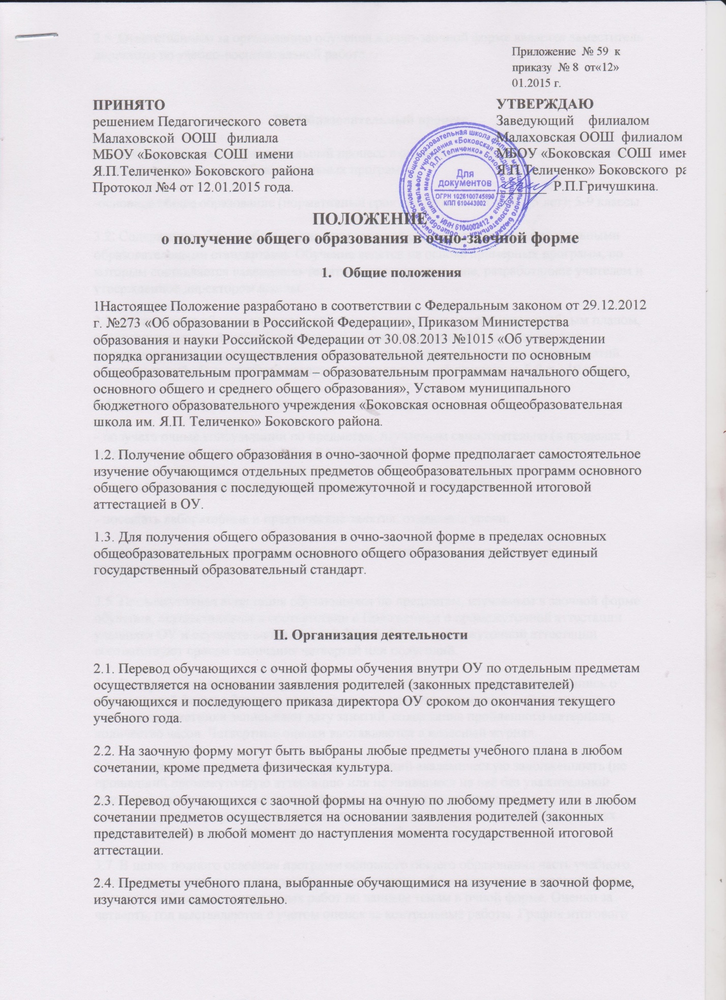 Приложение № 59 к
приказу № 8 от«12»
01.2015 г.
ПРИНЯТО
решением Педагогического совета
Малаховской ООШ филиала
МБОУ «Боковская СОШ имени
Я.П.Теличенко» Боковского района
Протокол №4 от 12.01.2015 года.
УТВЕРЖДАЮ
Заведующий филиалом
Малаховская ООШ филиалом
МБОУ «Боковская СОШ имен
Я.П.Теличенко» Боковского ра
Р.П.Гричушкина.
Для
документов
ОГРН 1026100745890
КПП 610443002
ИНН 6104002412
ПОЛОЖЕНИЕ
о получение общего образования в очно-заочной форме
1. Общие положения
1Настоящее Положение разработано в соответствии с Федеральным законом от 29.12.2012
г. №273 «Об образовании в Российской Федерации», Приказом Министерства
образования и науки Российской Федерации от 30.08.2013 №1015 «Об утверждении
порядка организации осуществления образовательной деятельности по основным
общеобразовательным программам – образовательным программам начального общего,
основного общего и среднего общего образования», Уставом муниципального
бюджетного образовательного учреждения «Боковская основная общеобразовательная
школа им. Я.П. Теличенко» Боковского района.
1.2. Получение общего образования в очно-заочной форме предполагает самостоятельное
изучение обучающимся отдельных предметов общеобразовательных программ основного
общего образования с последующей промежуточной и государственной итоговой
аттестацией в ОУ.
1.3. Для получения общего образования в очно-заочной форме в пределах основных
общеобразовательных программ основного общего образования действует единый
государственный образовательный стандарт.
II. Организация деятельности
2.1. Перевод обучающихся с очной формы обучения внутри ОУ по отдельным предметам
осуществляется на основании заявления родителей (законных представителей)
обучающихся и последующего приказа директора ОУ сроком до окончания текущего
учебного года.
2.2. На заочную форму могут быть выбраны любые предметы учебного плана в любом
сочетании, кроме предмета физическая культура.
2.3. Перевод обучающихся с заочной формы на очную по любому предмету или в любом
сочетании предметов осуществляется на основании заявления родителей (законных
представителей) в любой момент до наступления момента государственной итоговой
аттестации.
2.4. Предметы учебного плана, выбранные обучающимися на изучение в заочной форме,
изучаются ими самостоятельно.